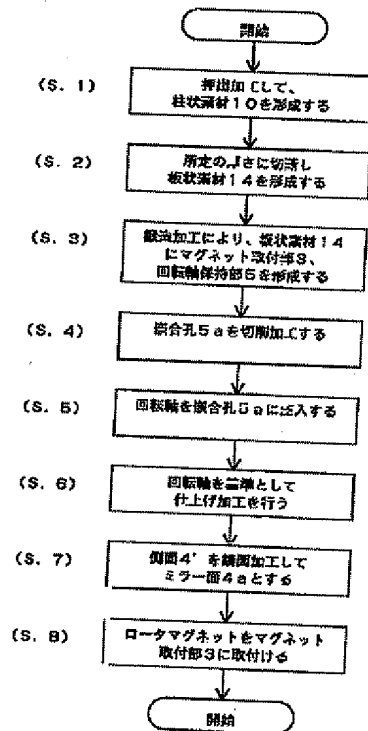 開始
(S. 1)
押出加工して、
柱状素材10を形成する
(S. 2)
所定の厚さに切断し
板状素材14を形成する
(S. 3)
鍛造加工により、板状素材14
にマグネット取付部3、
回転軸保持部5を形成する
(S. 4)
嵌合孔5aを切削加工する
(S. 5)
回転軸を嵌合孔5aに圧入する
(S. 6)
回転軸を基準として
仕上げ加工を行う
(S. 7)
側面4'を鏡面加工して
ミラー面4aとする
(S. 8)
ロータマグネットをマグネット
取付部3に取付ける
開始